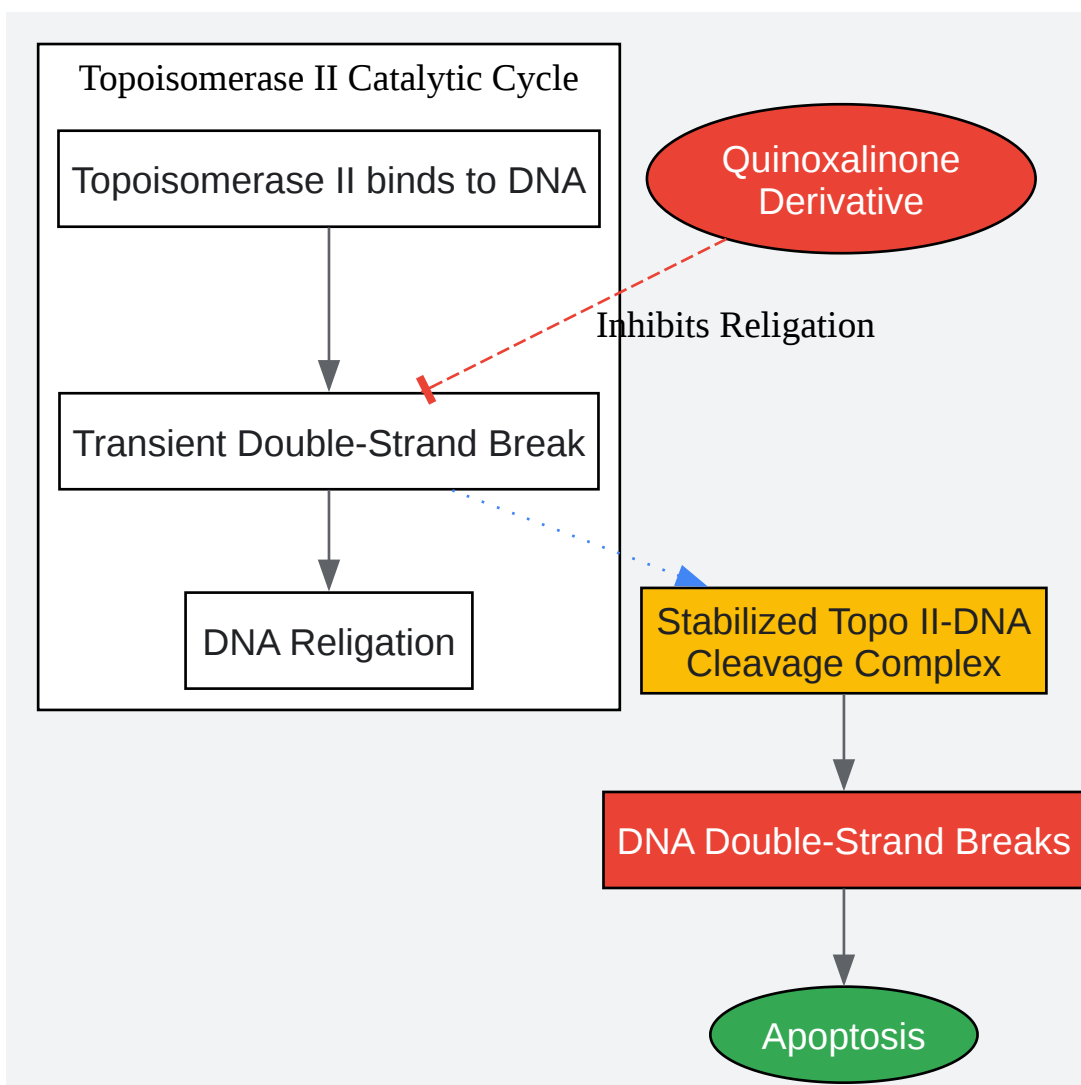 Topoisomerase II Catalytic Cycle
Topoisomerase II binds to DNA
Quinoxalinone
Derivative
Inhibits Religation
Transient Double-Strand Break
DNA Religation
Stabilized Topo II-DNA
Cleavage Complex
DNA Double-Strand Breaks
Apoptosis